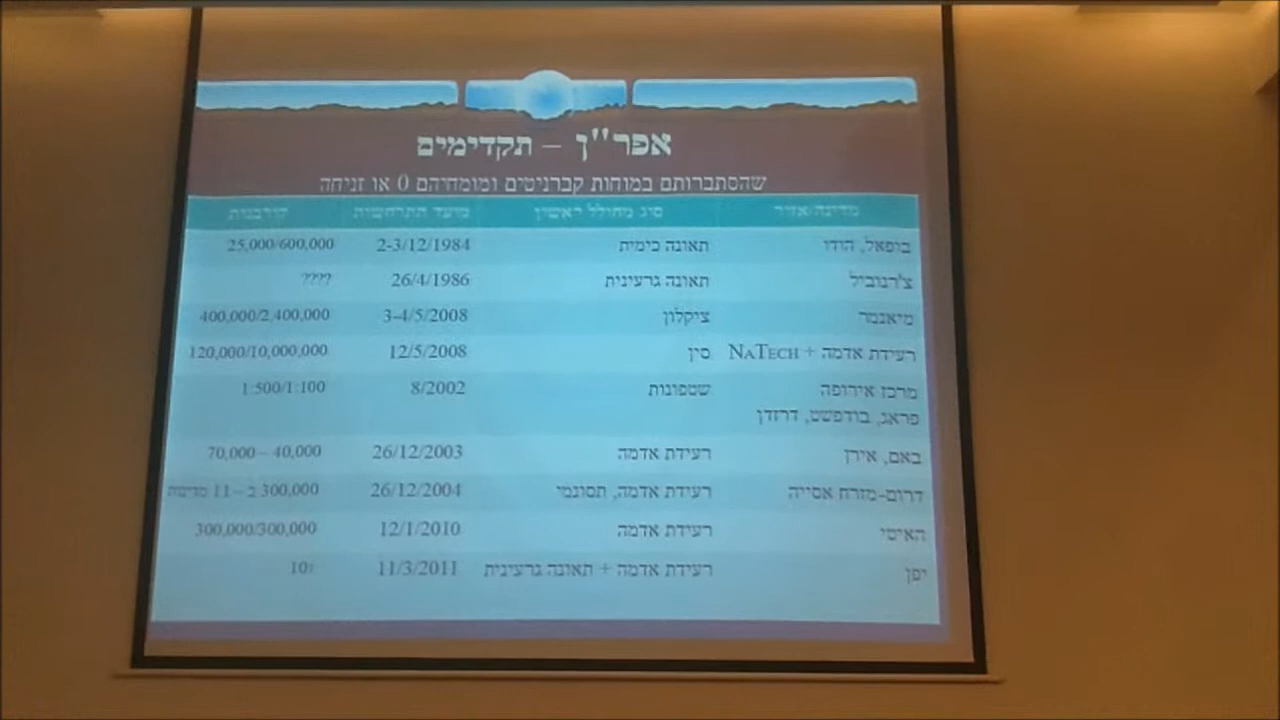 אפר"ן – תקדימים
שהסתברותם במוחות קברניטים ומומחיהם 0 או זניחה
מדינה/אזור סוג מחולל ראשון מועד התרחשות קורבנות
בופאל, הודו תאונה כימית 2-3/12/1984 25,000/600,000
צ'רנוביל תאונה גרעינית 26/4/1986 ????
מיאנמר ציקלון 3-4/5/2008 400,000/2,400,000
רעידת אדמה + NATECH סין 12/5/2008 120,000/10,000,000
מרכז אירופה שטפונות 8/2002 1:500/1:100
פראג, בודפשט, דרזדן
באם, אירן רעידת אדמה 26/12/2003 70,000 – 40,000
דרום-מזרח אסייה רעידת אדמה, תסונמי 26/12/2004 300,000 ב – 11 מדינות
האיטי רעידת אדמה 12/1/2010 300,000/300,000
יפן רעידת אדמה + תאונה גרעינית 11/3/2011